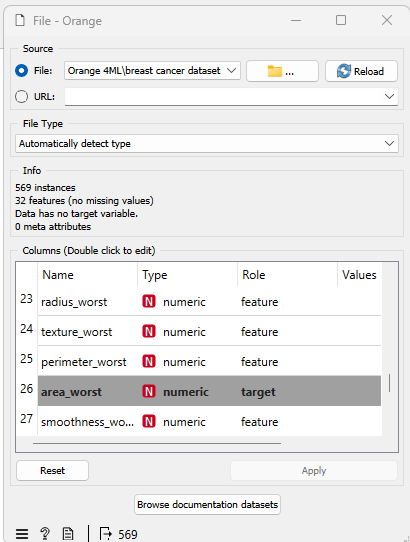 File - Orange
Source
File: Orange 4ML\breast cancer dataset ... Reload
URL:
File Type
Automatically detect type
Info
569 instances
32 features (no missing values)
Data has no target variable.
0 meta attributes
Columns (Double click to edit)
Name Type Role Values
23 radius_worst N numeric feature
24 texture_worst N numeric feature
25 perimeter_worst N numeric feature
26 area_worst N numeric target
27 smoothness_wo... N numeric feature
Reset Apply
Browse documentation datasets
? 569